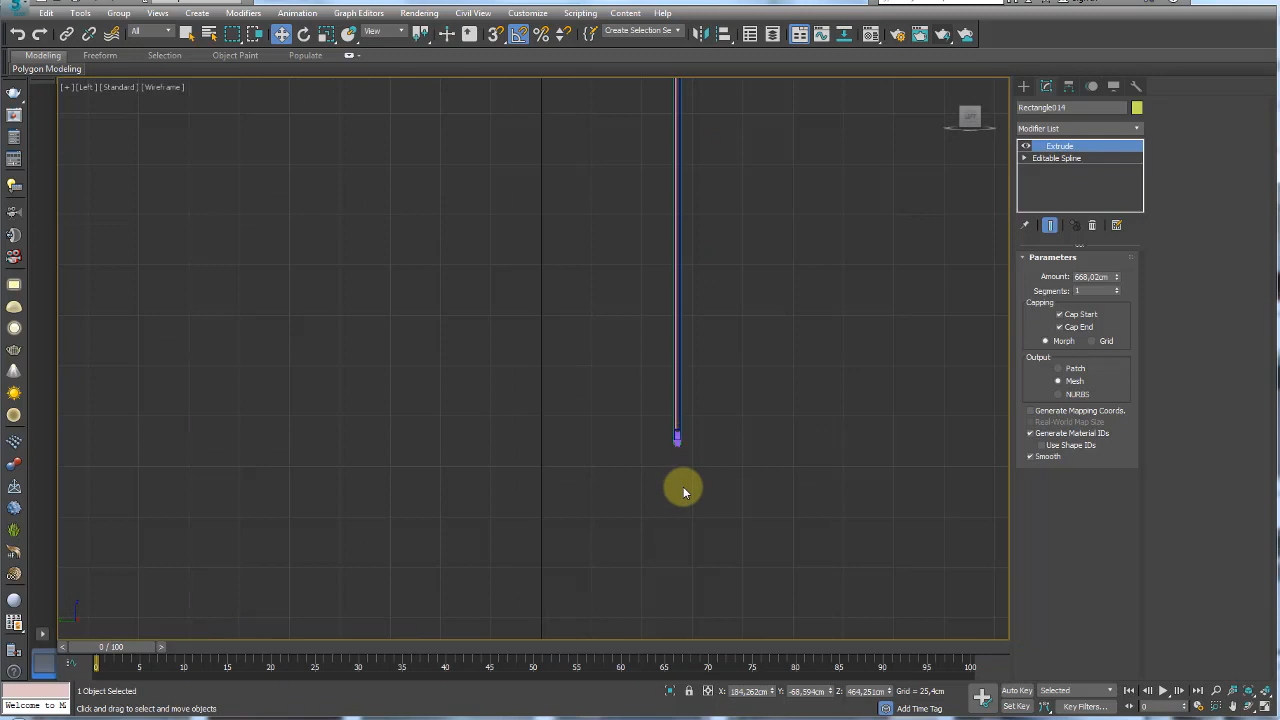 Edit Tools Group Views Create Modifiers Animation Graph Editors Rendering Civil View Customize Scripting Content Help
All View Create Selection Se
Modeling Freeform Selection Object Paint Populate
Polygon Modeling
[+] [Left] [Standard] [Wireframe]
Rectangle014
Modifier List
Extrude
Editable Spline
Parameters
Amount: 668,02cm
Segments: 1
Capping
Cap Start
Cap End
Morph Grid
Output
Patch
Mesh
NURBS
Generate Mapping Coords.
Real-World Map Size
Generate Material IDs
Use Shape IDs
Smooth
< 0 / 100 >
0 5 10 15 20 25 30 35 40 45 50 55 60 65 70 75 80 85 90 95 100
1 Object Selected X: 184,262cm Y: -68,594cm Z: 464,251cm Grid = 25,4cm Auto Key Selected
Welcome to M Click and drag to select and move objects Add Time Tag Set Key Key Filters... 0